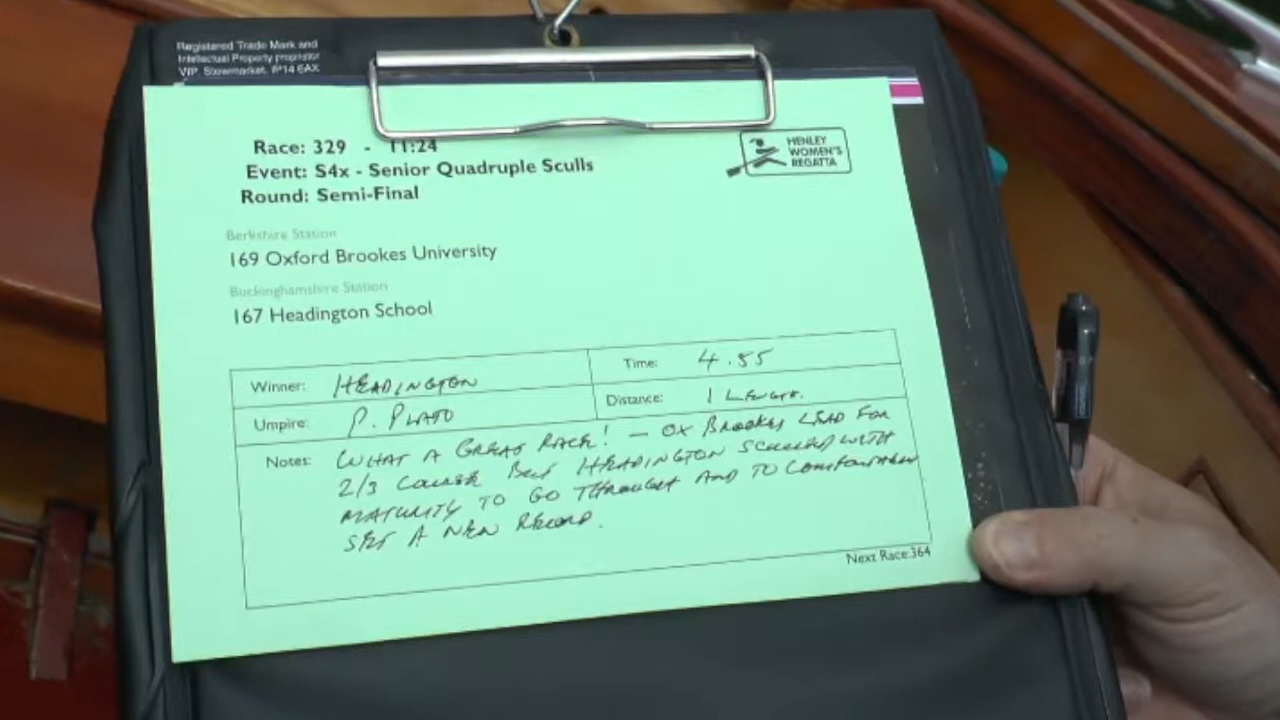 Registered Trade Mark and
Intellectual Property proprietor
VIP, Stowmarket, IP14 6AX
Race: 329 - 11:24
Event: S4x - Senior Quadruple Sculls
Round: Semi-Final
HENLEY
WOMEN'S
REGATTA
Berkshire Station
169 Oxford Brookes University
Buckinghamshire Station
167 Headington School
Winner: HEADINGTON
Time: 4.55
Umpire: P. PLATO
Distance: 1 LENGTH.
Notes: WHAT A GREAT RACE! - OX BROOKES LEAD FOR
2/3 COURSE BUT HEADINGTON SCULLED WITH
MATURITY TO GO THROUGH AND TO COMFORTABLY
SET A NEW RECORD.
Next Race:364